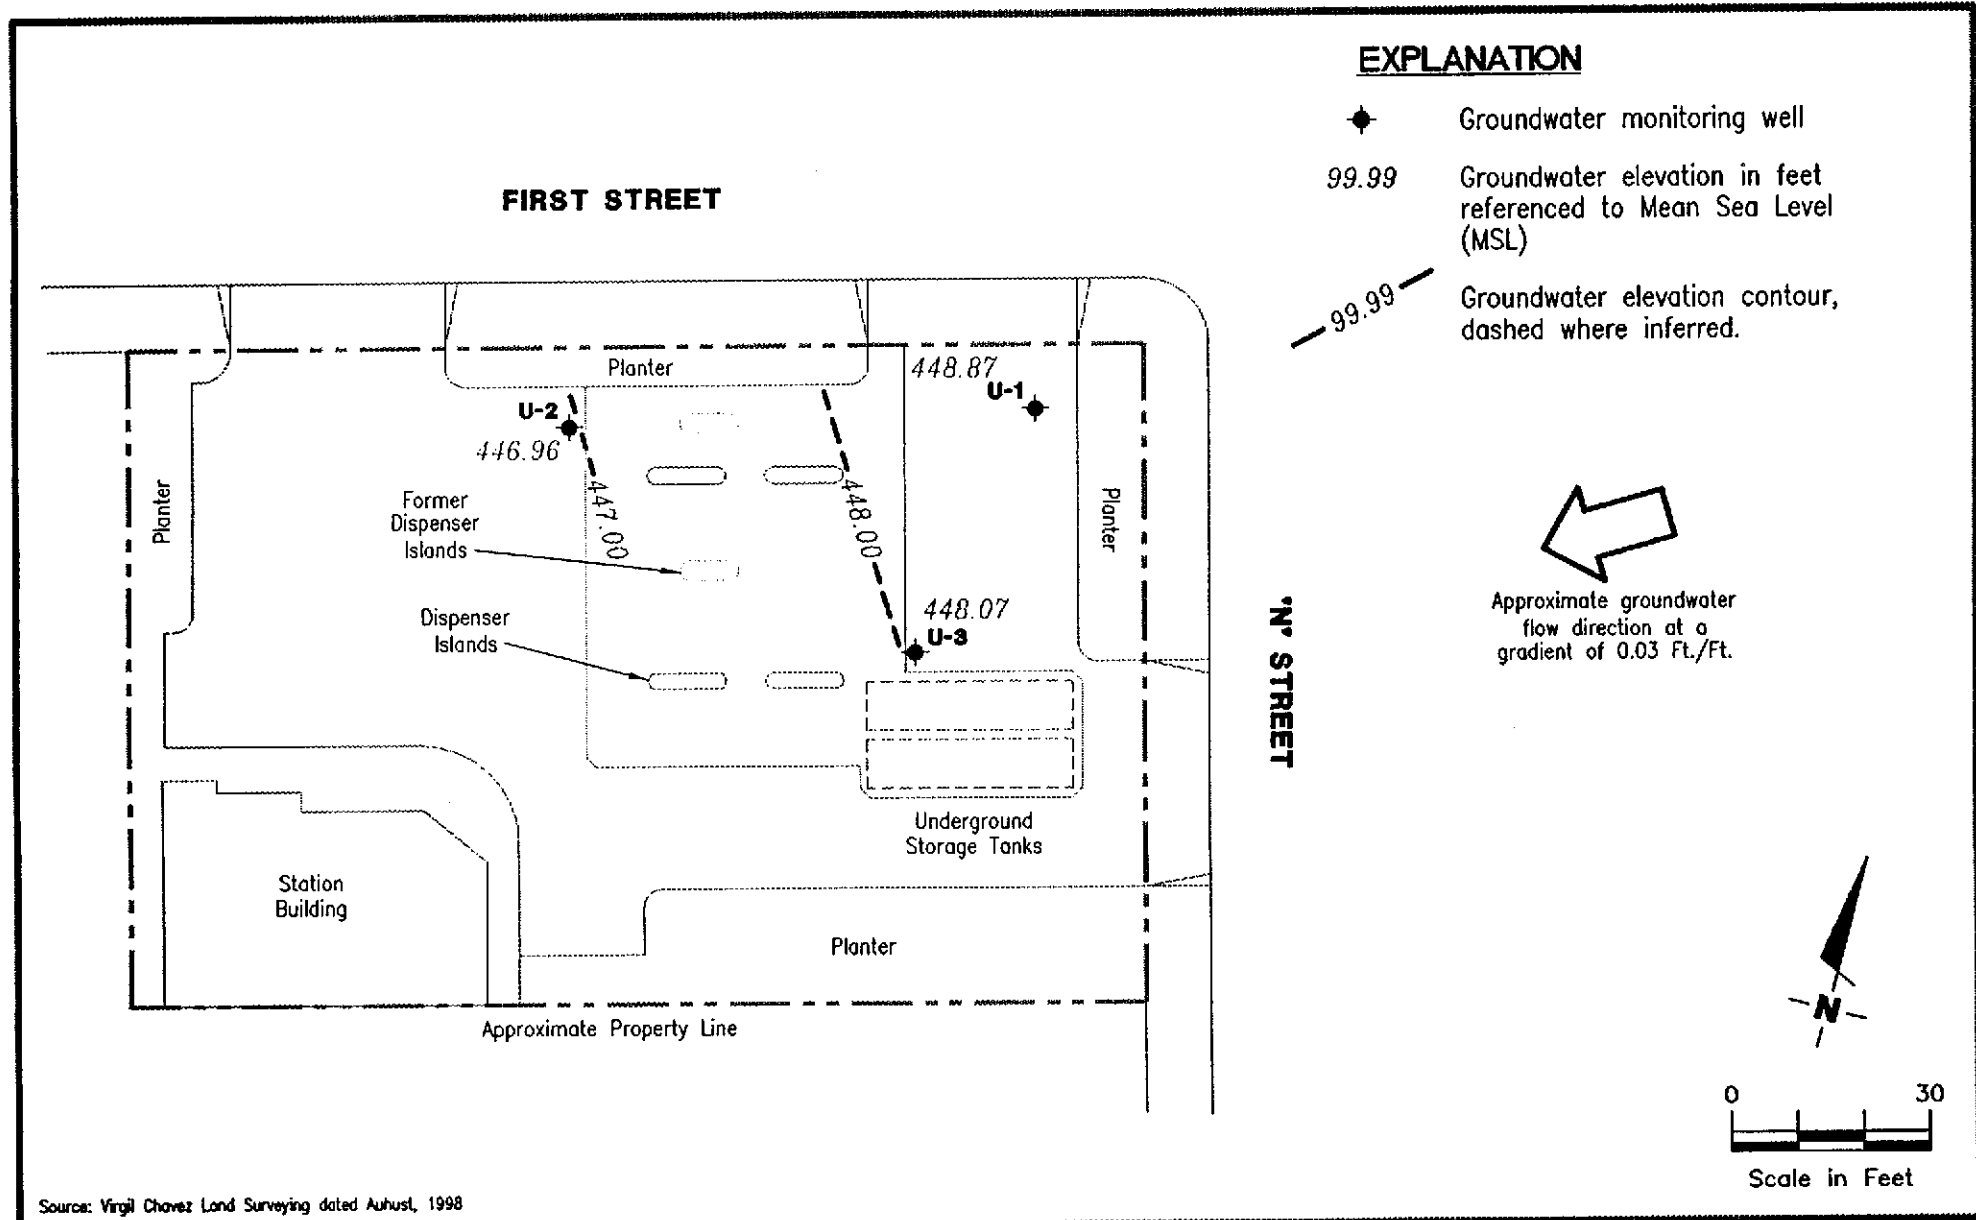 EXPLANATION
Groundwater monitoring well
99.99
Groundwater elevation in feet
referenced to Mean Sea Level
(MSL)
99.99
Groundwater elevation contour,
dashed where inferred.
FIRST STREET
Planter
448.87
U-1
U-2
446.96
447.00
448.00
Planter
Planter
Former
Dispenser
Islands
Dispenser
Islands
448.07
U-3
"N" STREET
Approximate groundwater
flow direction at a
gradient of 0.03 Ft./Ft.
Underground
Storage Tanks
Station
Building
Planter
Approximate Property Line
N
0 30
Scale in Feet
Source: Virgil Chavez Land Surveying dated Auhust, 1998